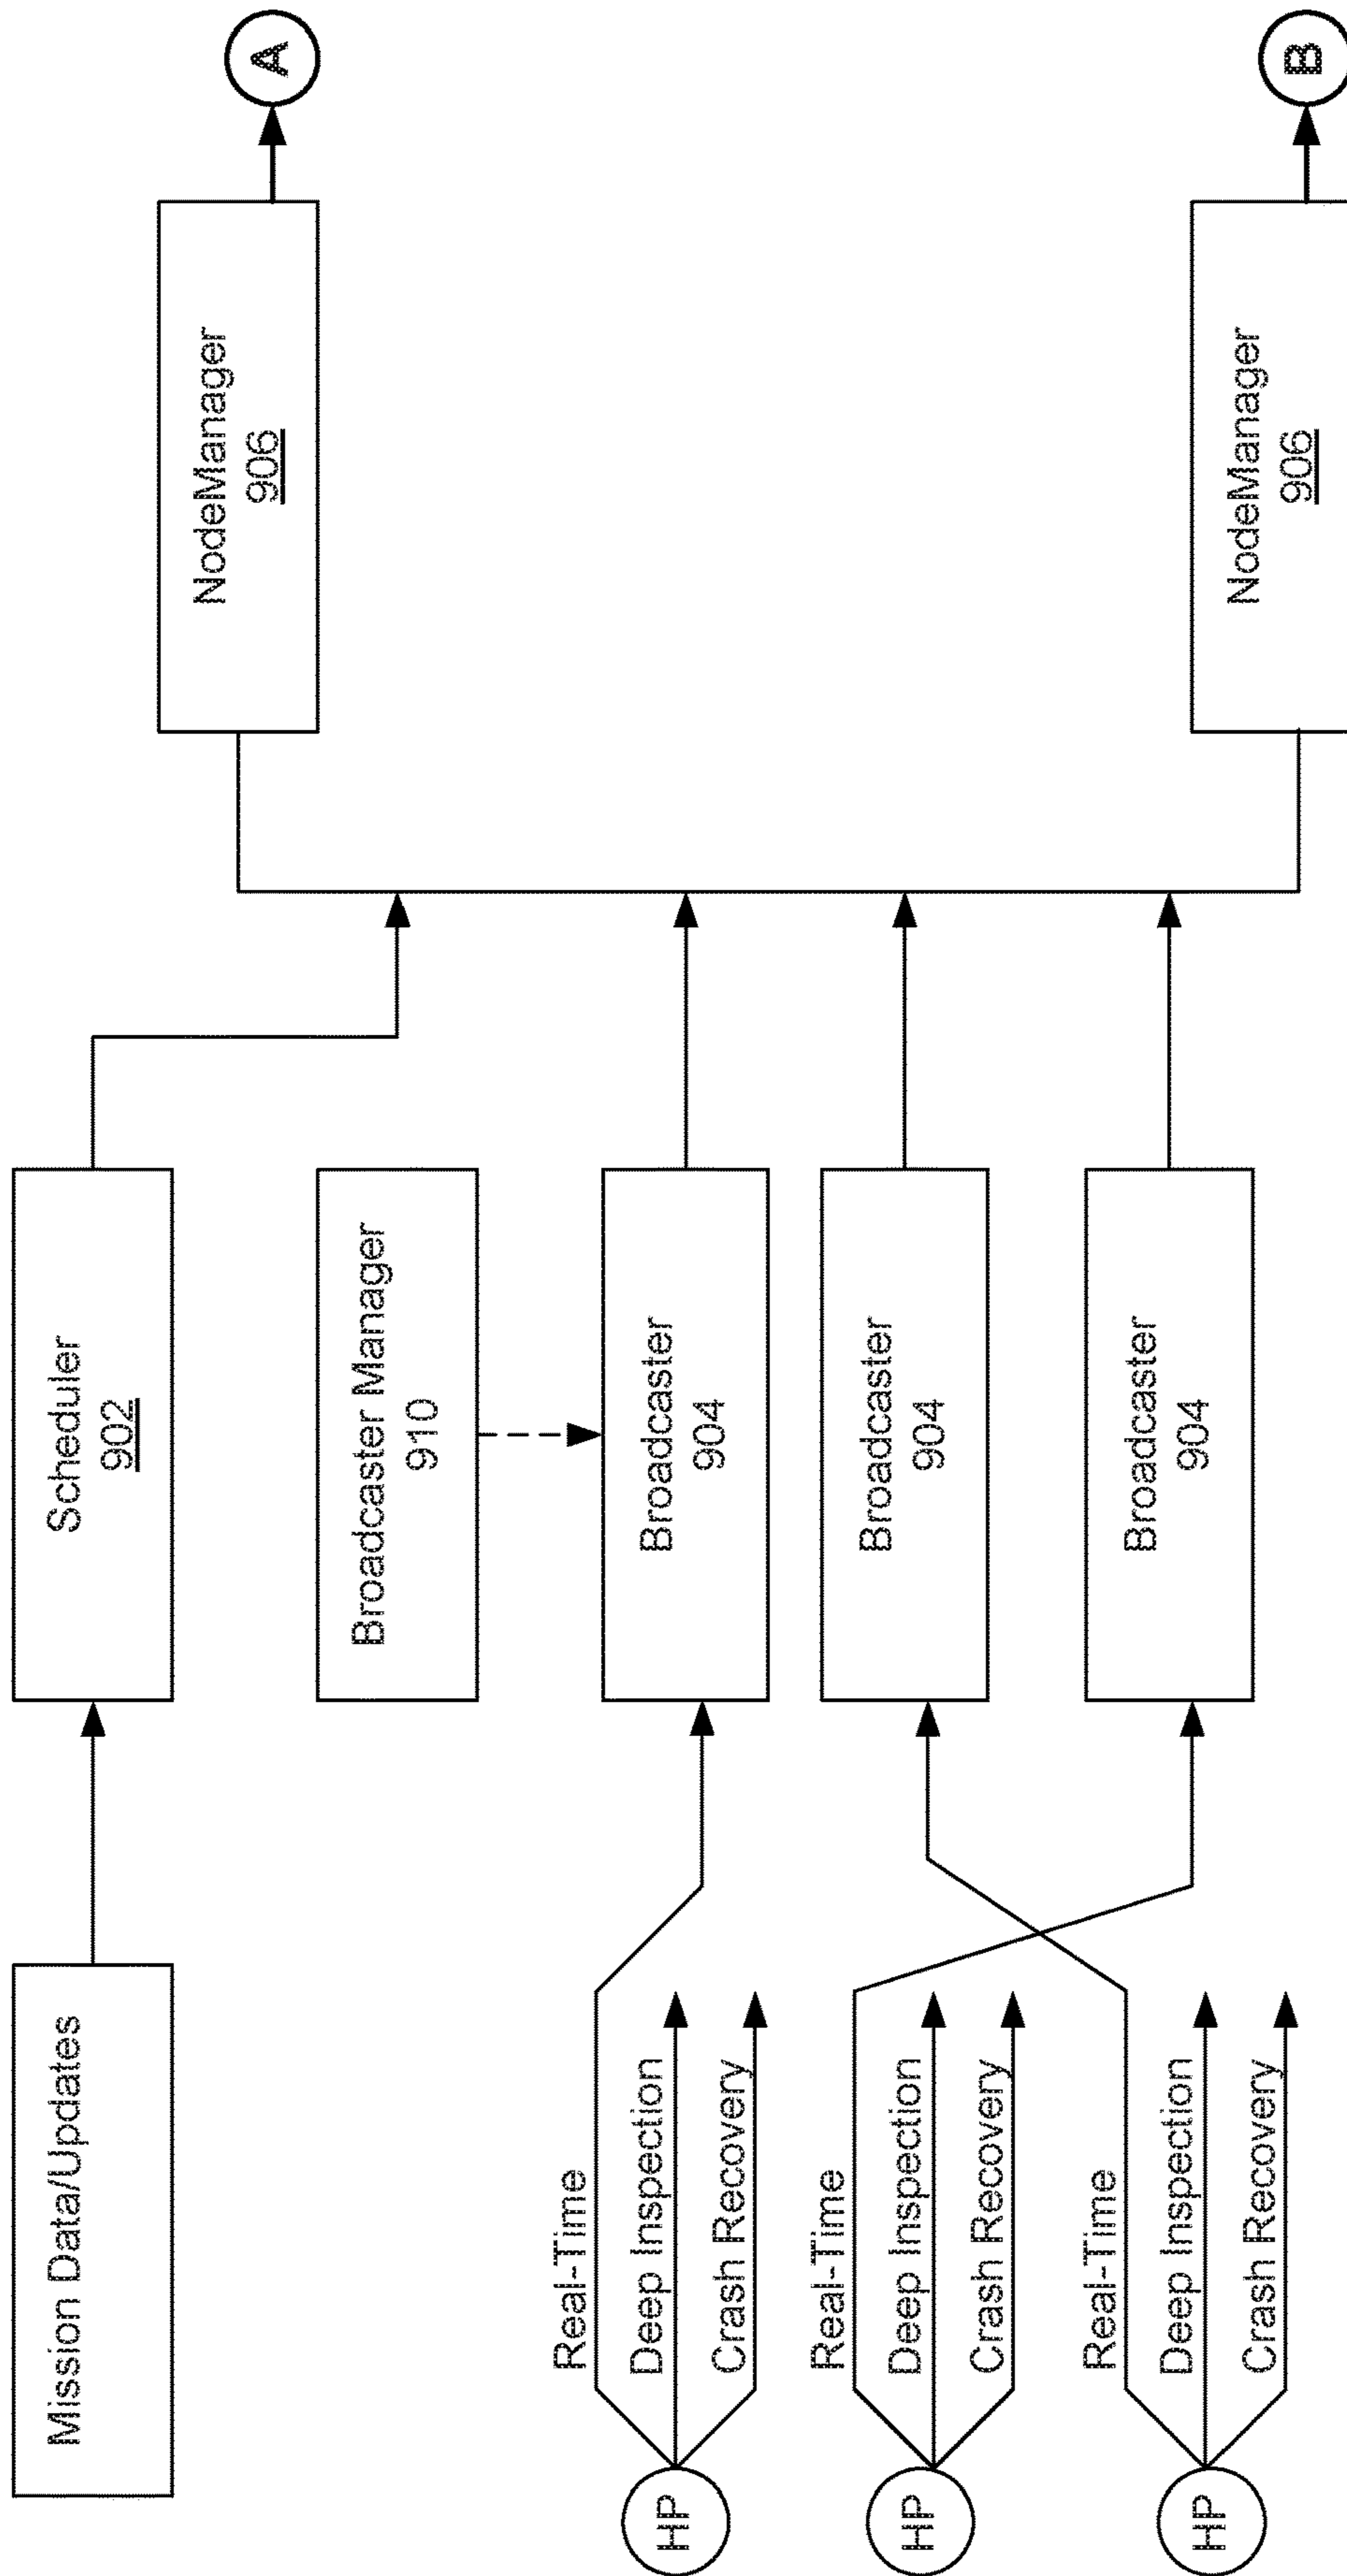 Mission Data/Updates
Scheduler
902
Broadcaster Manager
910
HP
Real-Time
Deep Inspection
Crash Recovery
Broadcaster
904
HP
Real-Time
Deep Inspection
Crash Recovery
Broadcaster
904
HP
Real-Time
Deep Inspection
Crash Recovery
Broadcaster
904
NodeManager
906
A
NodeManager
906
B